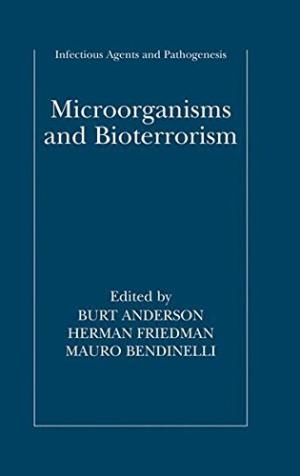 Infectious Agents and Pathogenesis
Microorganisms
and Bioterrorism
Edited by
BURT ANDERSON
HERMAN FRIEDMAN
MAURO BENDINELLI